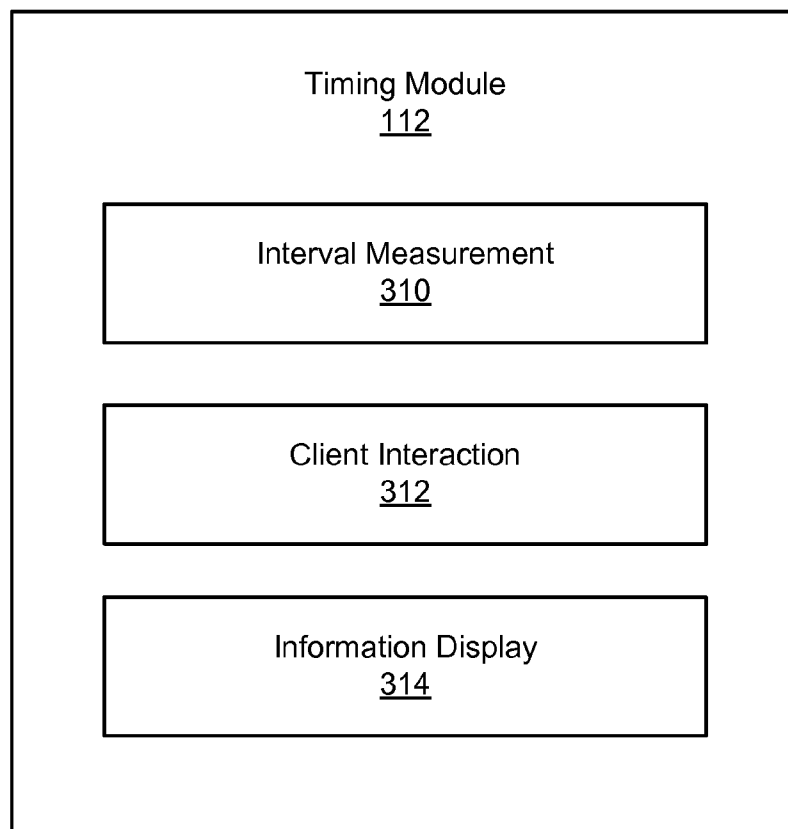 Timing Module
112
Interval Measurement
310
Client Interaction
312
Information Display
314